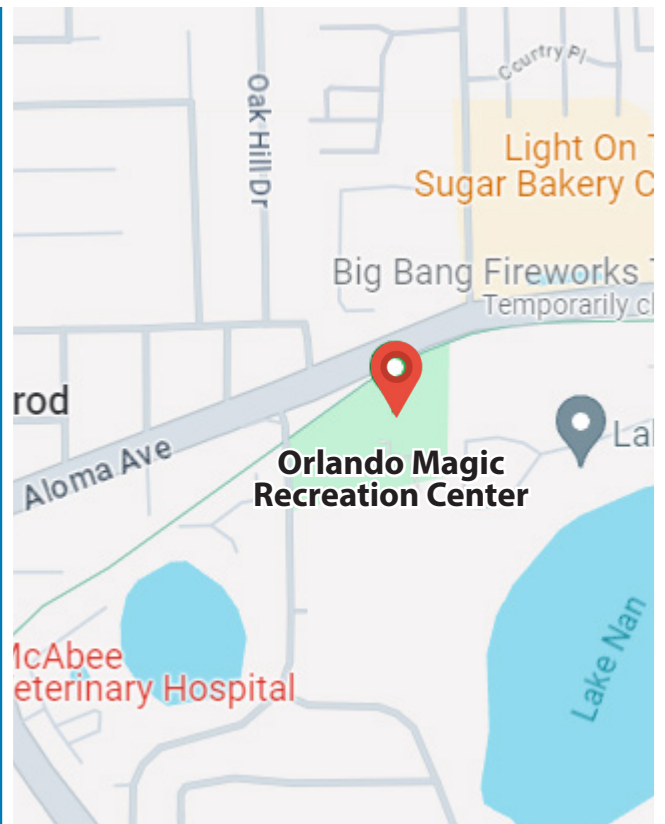 Country Pl
Oak Hill Dr
Light On
Sugar Bakery C
Big Bang Fireworks
Temporarily cl
rod
Aloma Ave
La
Orlando Magic
Recreation Center
Lake Nan
McAbee
eterinary Hospital